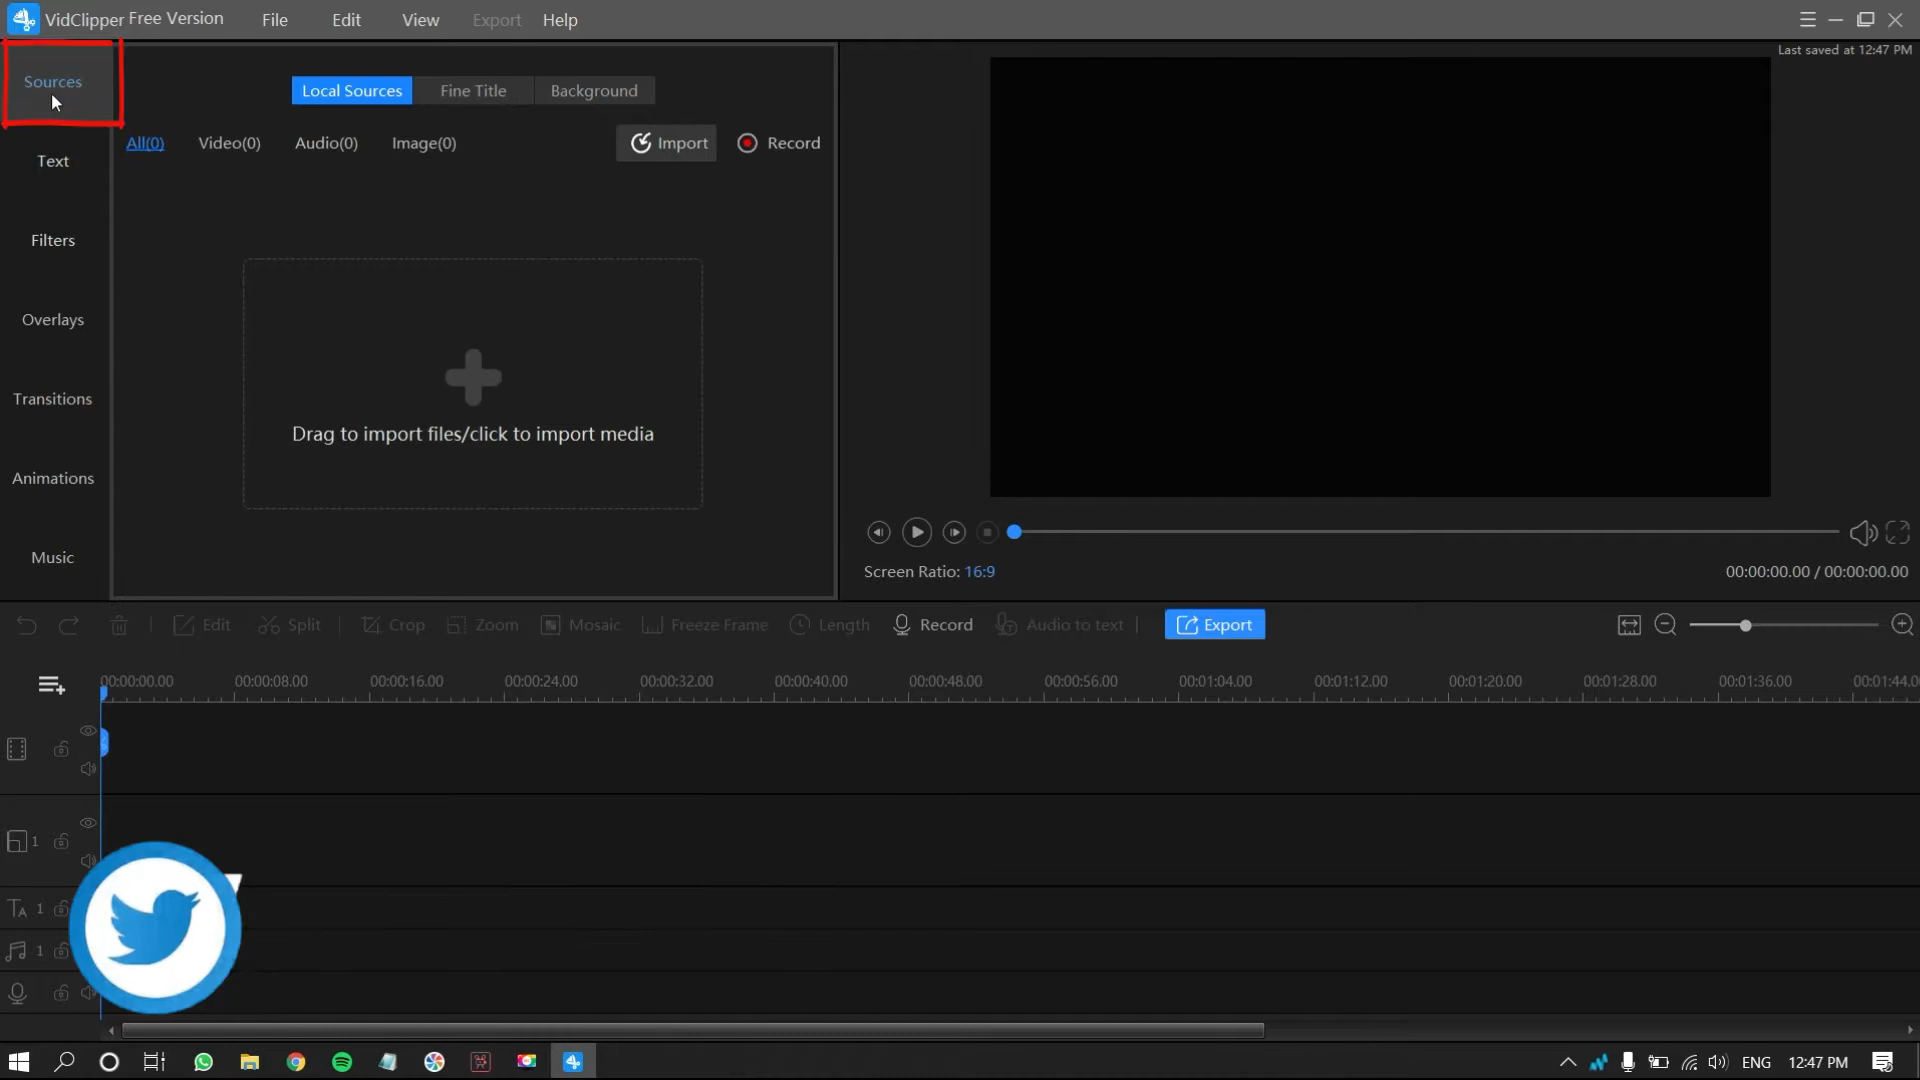 VidClipper Free Version File Edit View Export Help
Last saved at 12:47 PM
Sources
Text
Filters
Overlays
Transitions
Animations
Music
Local Sources Fine Title Background
All(0) Video(0) Audio(0) Image(0) Import Record
Drag to import files/click to import media
Screen Ratio: 16:9 00:00:00.00 / 00:00:00.00
Edit Split Crop Zoom Mosaic Freeze Frame Length Record Audio to text Export
00:00:00.00 00:00:08.00 00:00:16.00 00:00:24.00 00:00:32.00 00:00:40.00 00:00:48.00 00:00:56.00 00:01:04.00 00:01:12.00 00:01:20.00 00:01:28.00 00:01:36.00 00:01:44.0
1
1
1
ENG 12:47 PM